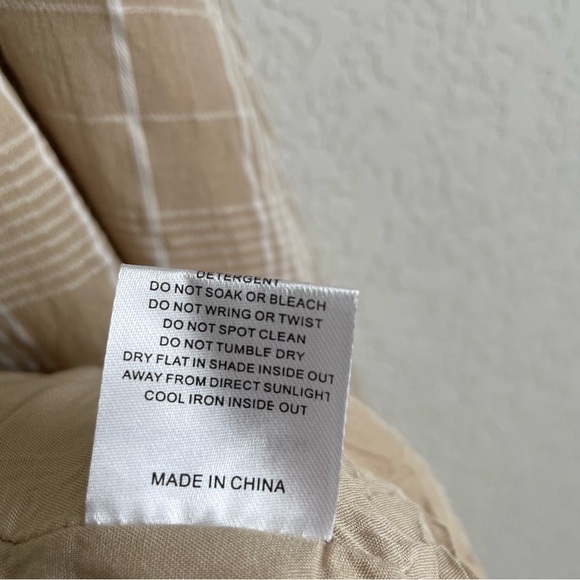 DETERGENT
DO NOT SOAK OR BLEACH
DO NOT WRING OR TWIST
DO NOT SPOT CLEAN
DO NOT TUMBLE DRY
DRY FLAT IN SHADE INSIDE OUT
AWAY FROM DIRECT SUNLIGHT
COOL IRON INSIDE OUT
MADE IN CHINA